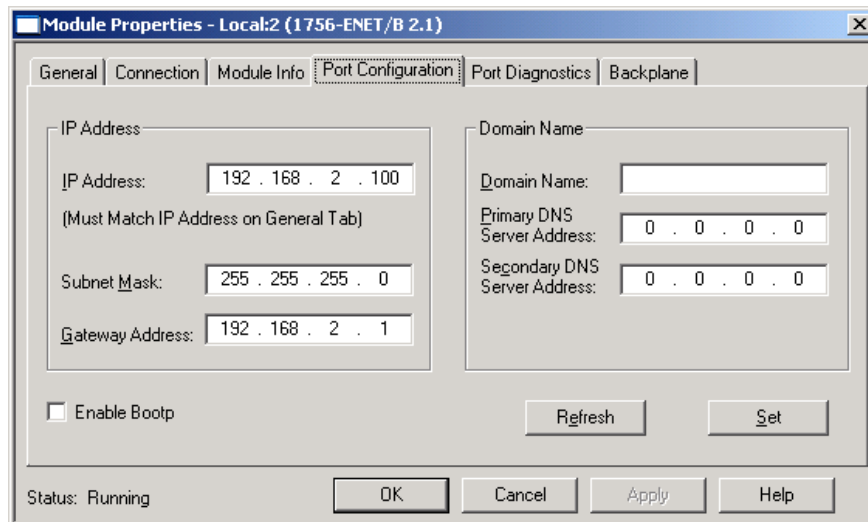 Module Properties - Local:2 (1756-ENET/B 2.1)
General Connection Module Info Port Configuration Port Diagnostics Backplane
IP Address
IP Address: 192 . 168 . 2 . 100
(Must Match IP Address on General Tab)
Subnet Mask: 255 . 255 . 255 . 0
Gateway Address: 192 . 168 . 2 . 1
Domain Name
Domain Name:
Primary DNS
Server Address: 0 . 0 . 0 . 0
Secondary DNS
Server Address: 0 . 0 . 0 . 0
Enable Bootp
Refresh Set
Status: Running OK Cancel Apply Help